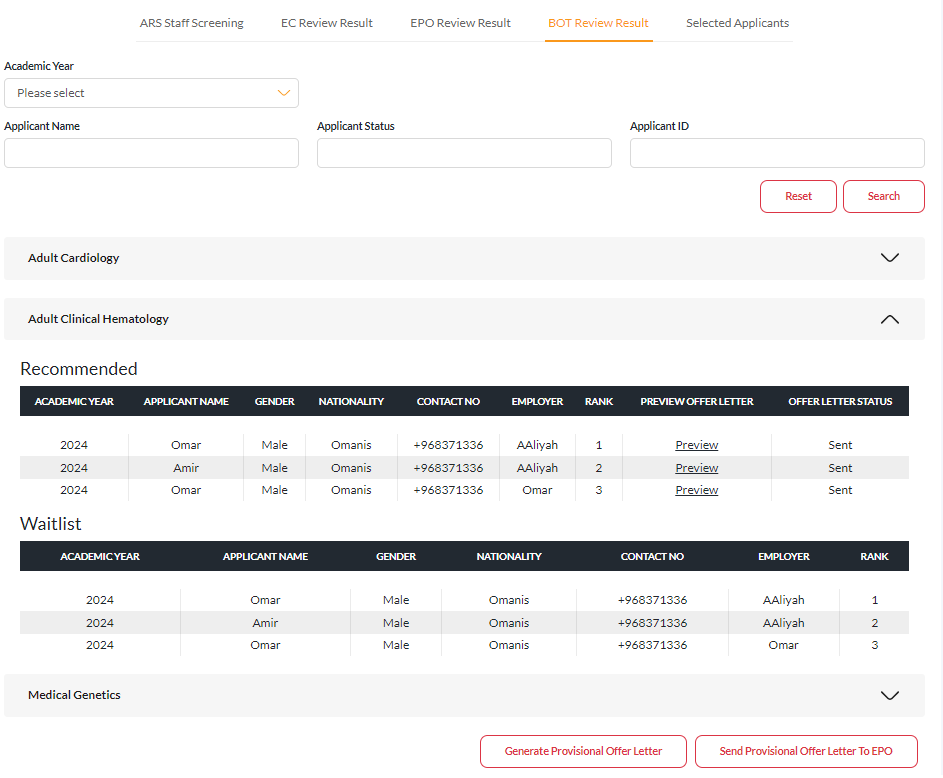 ARS Staff Screening EC Review Result EPO Review Result BOT Review Result Selected Applicants
Academic Year
Please select
Applicant Name Applicant Status Applicant ID
Reset Search
Adult Cardiology
Adult Clinical Hematology
Recommended
ACADEMIC YEAR APPLICANT NAME GENDER NATIONALITY CONTACT NO EMPLOYER RANK PREVIEW OFFER LETTER OFFER LETTER STATUS
2024 Omar Male Omanis +968371336 AAliyah 1 Preview Sent
2024 Amir Male Omanis +968371336 AAliyah 2 Preview Sent
2024 Omar Male Omanis +968371336 Omar 3 Preview Sent
Waitlist
ACADEMIC YEAR APPLICANT NAME GENDER NATIONALITY CONTACT NO EMPLOYER RANK
2024 Omar Male Omanis +968371336 AAliyah 1
2024 Amir Male Omanis +968371336 AAliyah 2
2024 Omar Male Omanis +968371336 Omar 3
Medical Genetics
Generate Provisional Offer Letter Send Provisional Offer Letter To EPO